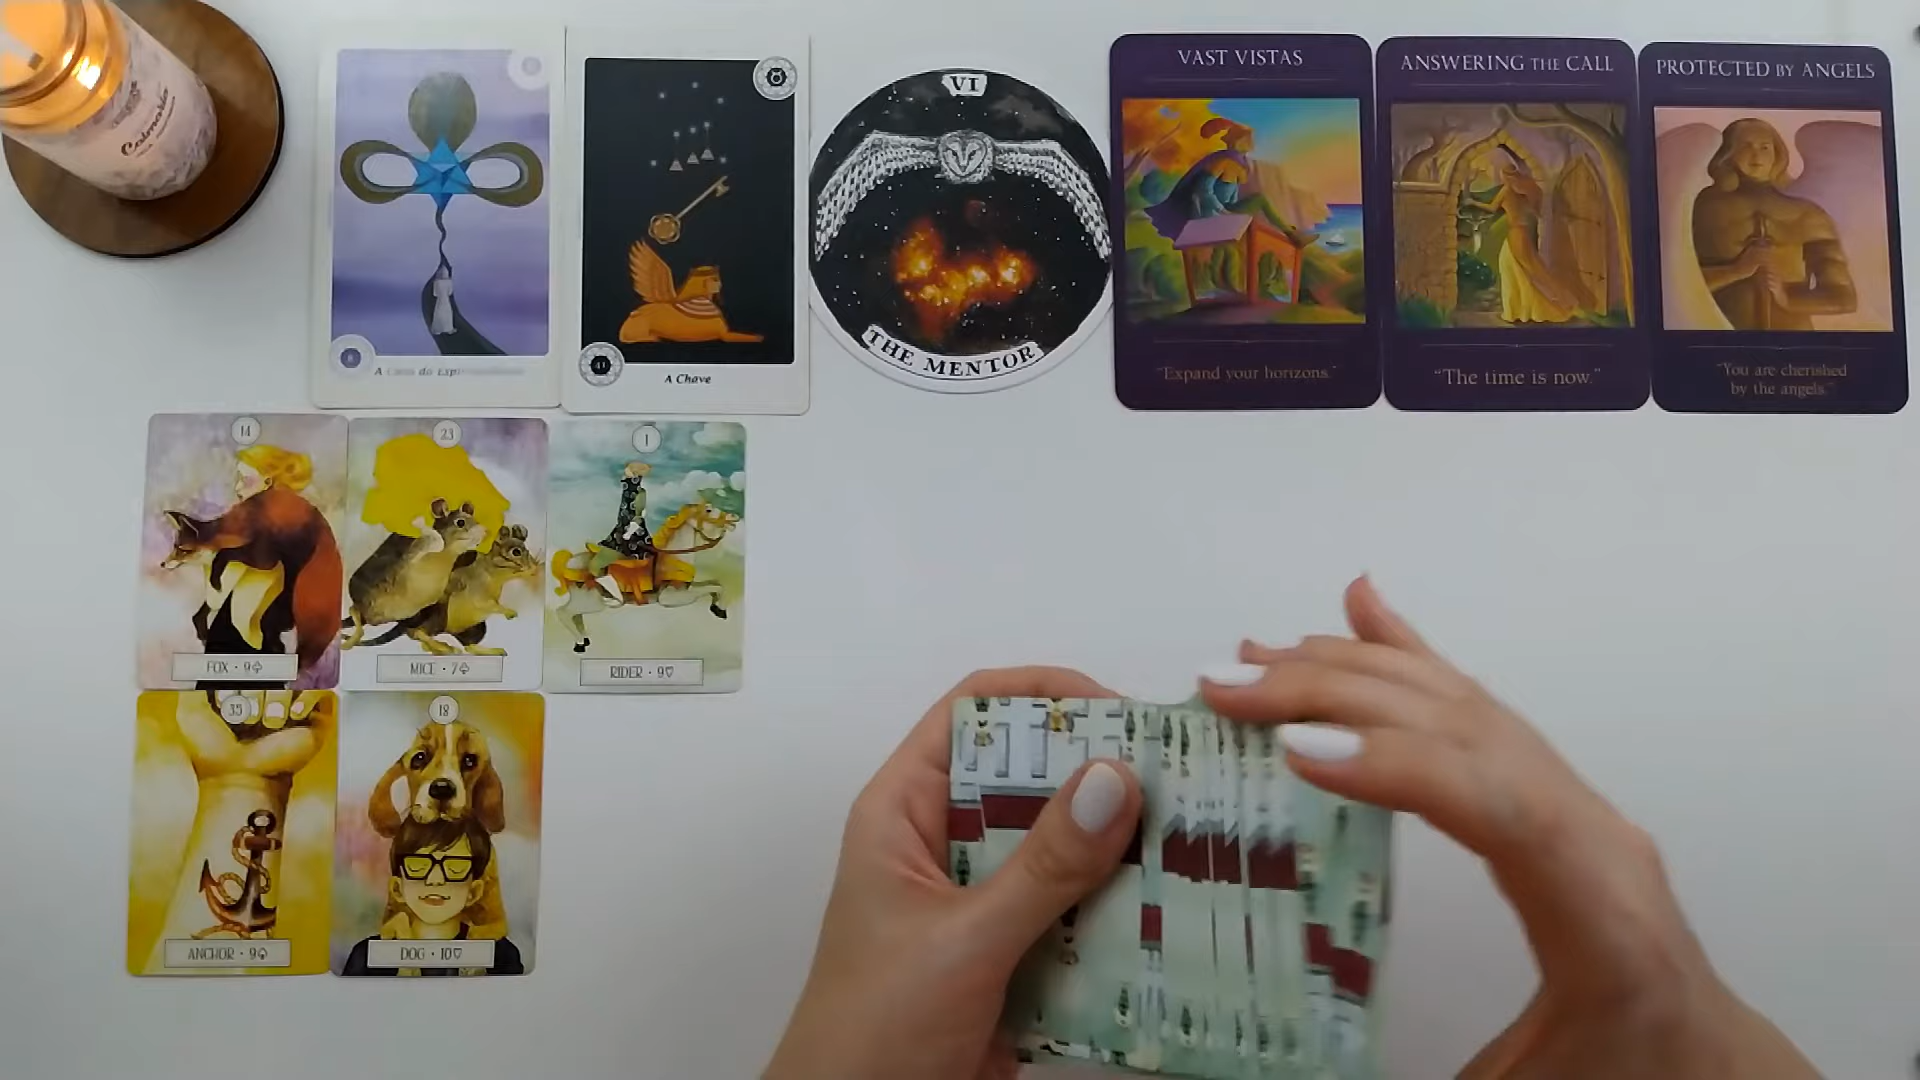 VAST VISTAS
"Expand your horizons."
ANSWERING THE CALL
"The time is now."
PROTECTED BY ANGELS
"You are cherished
by the angels."
VI
THE MENTOR
A
8
A Chave
41
14
FOX · 9♧
23
MICE · 7♧
1
RIDER · 9♡
35
ANCHOR · 9♤
18
DOG · 10♡